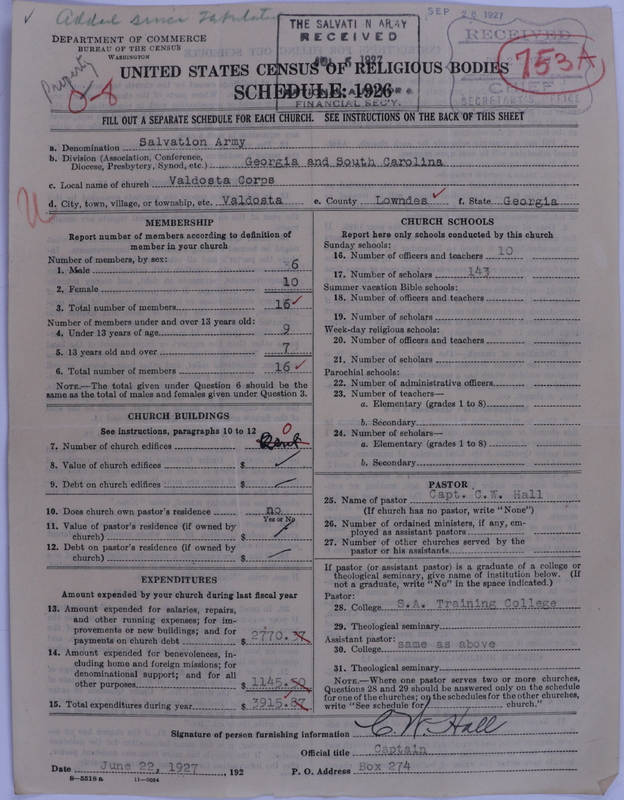 Added since
SEP 26 1927
THE SALVATI N ARMY
RECEIVED
1927
FINANCIAL SEC'Y.
RECEIVED
CHIEF
SECRETARY'S OFFICE
753A
DEPARTMENT OF COMMERCE
BUREAU OF THE CENSUS
WASHINGTON
Property
0-8
UNITED STATES CENSUS OF RELIGIOUS BODIES
SCHEDULE: 1926
FILL OUT A SEPARATE SCHEDULE FOR EACH CHURCH. SEE INSTRUCTIONS ON THE BACK OF THIS SHEET
a. Denomination Salvation Army
b. Division (Association, Conference, Diocese, Presbytery, Synod, etc.) Georgia and South Carolina
c. Local name of church Valdosta Corps
d. City, town, village, or township, etc. Valdosta e. County Lowndes f. State Georgia
MEMBERSHIP
Report number of members according to definition of
member in your church
Number of members, by sex:
1. Male 6
2. Female 10
3. Total number of members 16
Number of members under and over 13 years old:
4. Under 13 years of age 9
5. 13 years old and over 7
6. Total number of members 16
NOTE.—The total given under Question 6 should be
the same as the total of males and females given under Question 3.
CHURCH BUILDINGS
See instructions, paragraphs 10 to 12
7. Number of church edifices Rent 0
8. Value of church edifices $
9. Debt on church edifices $
10. Does church own pastor's residence no
Yes or No
11. Value of pastor's residence (if owned by
church) $
12. Debt on pastor's residence (if owned by
church) $
EXPENDITURES
Amount expended by your church during last fiscal year
13. Amount expended for salaries, repairs,
and other running expenses; for im-
provements or new buildings; and for
payments on church debt $ 2770.37
14. Amount expended for benevolences, in-
cluding home and foreign missions; for
denominational support; and for all
other purposes $ 1145.50
15. Total expenditures during year $ 3915.87
CHURCH SCHOOLS
Report here only schools conducted by this church
Sunday schools:
16. Number of officers and teachers 10
17. Number of scholars 143
Summer vacation Bible schools:
18. Number of officers and teachers
19. Number of scholars
Week-day religious schools:
20. Number of officers and teachers
21. Number of scholars
Parochial schools:
22. Number of administrative officers
23. Number of teachers—
a. Elementary (grades 1 to 8)
b. Secondary
24. Number of scholars—
a. Elementary (grades 1 to 8)
b. Secondary
PASTOR
25. Name of pastor Capt. C.W. Hall
(If church has no pastor, write "None")
26. Number of ordained ministers, if any, em-
ployed as assistant pastors
27. Number of other churches served by the
pastor or his assistants
If pastor (or assistant pastor) is a graduate of a college or
theological seminary, give name of institution below. (If
not a graduate, write "No" in the space indicated.)
Pastor:
28. College S.A. Training College
29. Theological seminary
Assistant pastor:
30. College same as above
31. Theological seminary
NOTE.—Where one pastor serves two or more churches,
Questions 28 and 29 should be answered only on the schedule
for one of the churches; on the schedules for the other churches,
write "See schedule for church."
Signature of person furnishing information C W Hall
Official title Captain
Date June 22, 1927, 192 P. O. Address Box 274
8-5518a 11-9094